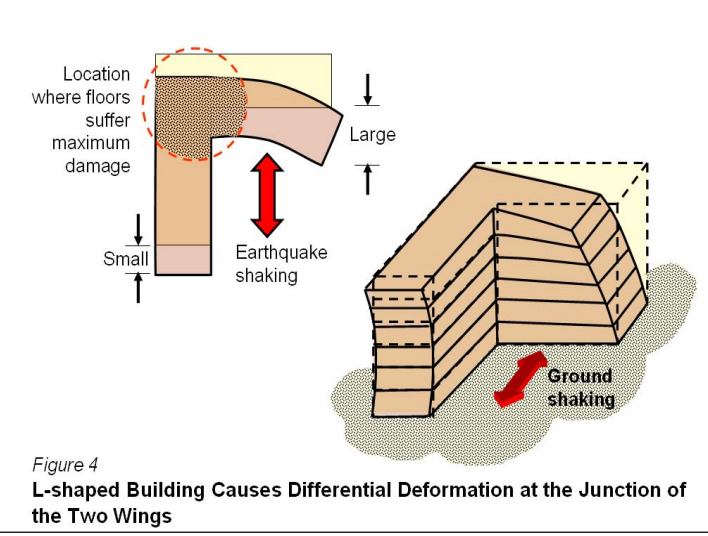 Location
where floors
suffer
maximum
damage
Large
Small
Earthquake
shaking
Ground
shaking
Figure 4
L-shaped Building Causes Differential Deformation at the Junction of
the Two Wings